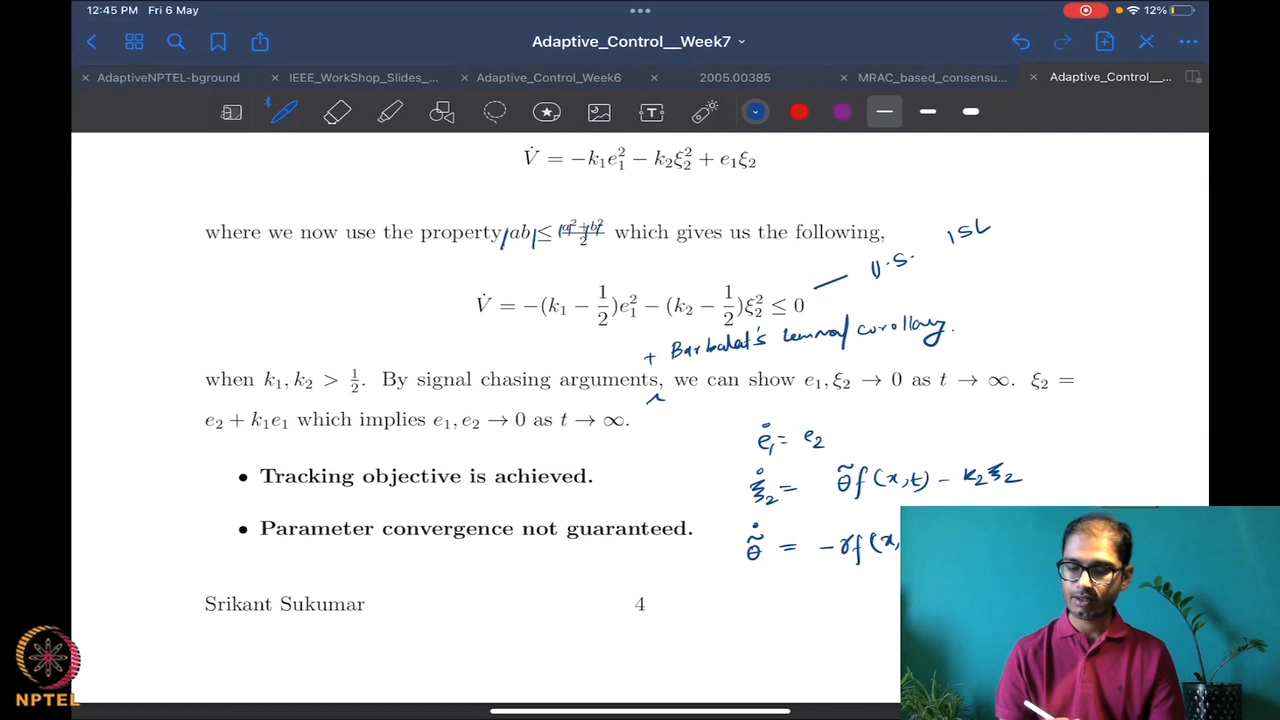 12:45 PM Fri 6 May
12%
Adaptive_Control__Week7
AdaptiveNPTEL-bground
IEEE_WorkShop_Slides_...
Adaptive_Control_Week6
2005.00385
MRAC_based_consensu...
Adaptive_Control__...
V̇ = −k₁e₁² − k₂ξ₂² + e₁ξ₂
where we now use the property |ab| ≤ (|a|²+|b|²)/2 which gives us the following,
U.S. ISL
V̇ = −(k₁ − 1/2)e₁² − (k₂ − 1/2)ξ₂² ≤ 0
+ Barbalat's lemma/corollary.
when k₁, k₂ > 1/2. By signal chasing arguments, we can show e₁, ξ₂ → 0 as t → ∞. ξ₂ =
e₂ + k₁e₁ which implies e₁, e₂ → 0 as t → ∞.
ė₁ = e₂
• Tracking objective is achieved.
ξ̇₂ = θ̃f(x,t) − k₂ξ₂
• Parameter convergence not guaranteed.
θ̃̇ = −γf(x,
Srikant Sukumar
4
NPTEL